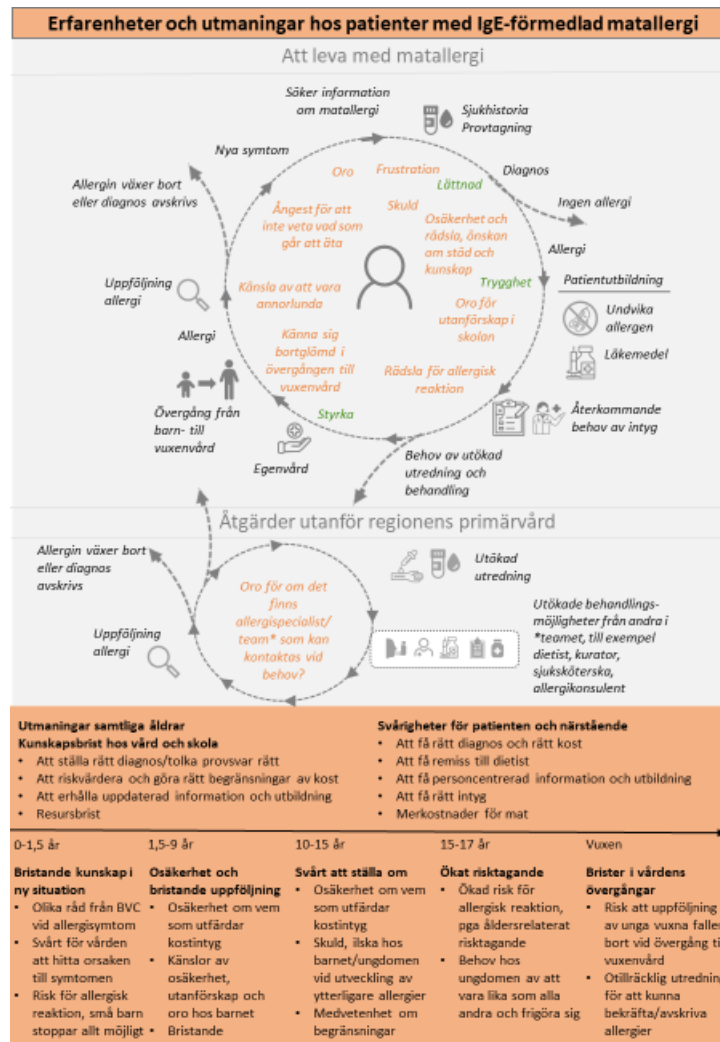 Erfarenheter och utmaningar hos patienter med IgE-förmedlad matallergi
Att leva med matallergi
Söker information
om matallergi
Sjukhistoria
Provtagning
Nya symtom
Diagnos
Allergin växer bort
eller diagnos avskrivs
Ingen allergi
Oro
Frustration
Lättnad
Skuld
Ångest för att
inte veta vad som
går att äta
Osäkerhet och
rädsla, önskan
om stöd och
kunskap
Allergi
Uppföljning
allergi
Känsla av att vara
annorlunda
Trygghet
Patientutbildning
Oro för
utanförskap i
skolan
Undvika
allergen
Läkemedel
Allergi
Känna sig
bortglömd i
övergången till
vuxenvård
Rädsla för allergisk
reaktion
Övergång från
barn- till
vuxenvård
Styrka
Återkommande
behov av intyg
Egenvård
Behov av utökad
utredning och
behandling
Åtgärder utanför regionens primärvård
Allergin växer bort
eller diagnos
avskrivs
Utökad
utredning
Oro för om det
finns
allergispecialist/
team* som kan
kontaktas vid
behov?
Uppföljning
allergi
Utökade behandlings-
möjligheter från andra i
*teamet, till exempel
dietist, kurator,
sjuksköterska,
allergikonsulent
Utmaningar samtliga åldrar
Kunskapsbrist hos vård och skola
• Att ställa rätt diagnos/tolka provsvar rätt
• Att riskvärdera och göra rätt begränsningar av kost
• Att erhålla uppdaterad information och utbildning
• Resursbrist
Svårigheter för patienten och närstående
• Att få rätt diagnos och rätt kost
• Att få remiss till dietist
• Att få personcentrerad information och utbildning
• Att få rätt intyg
• Merkostnader för mat
0-1,5 år
Bristande kunskap i
ny situation
• Olika råd från BVC
vid allergisymtom
• Svårt för vården
att hitta orsaken
till symtomen
• Risk för allergisk
reaktion, små barn
stoppar allt möjligt
1,5-9 år
Osäkerhet och
bristande uppföljning
• Osäkerhet om vem
som utfärdar
kostintyg
• Känslor av
osäkerhet,
utanförskap och
oro hos barnet
• Bristande
10-15 år
Svårt att ställa om
• Osäkerhet om vem
som utfärdar
kostintyg
• Skuld, ilska hos
barnet/ungdomen
vid utveckling av
ytterligare allergier
• Medvetenhet om
begränsningar
15-17 år
Ökat risktagande
• Ökad risk för
allergisk reaktion,
pga åldersrelaterat
risktagande
• Behov hos
ungdomen av att
vara lika som alla
andra och frigöra sig
Vuxen
Brister i vårdens
övergångar
• Risk att uppföljning
av unga vuxna faller
bort vid övergång ti
vuxenvård
• Otillräcklig utredning
för att kunna
bekräfta/avskriva
allergier